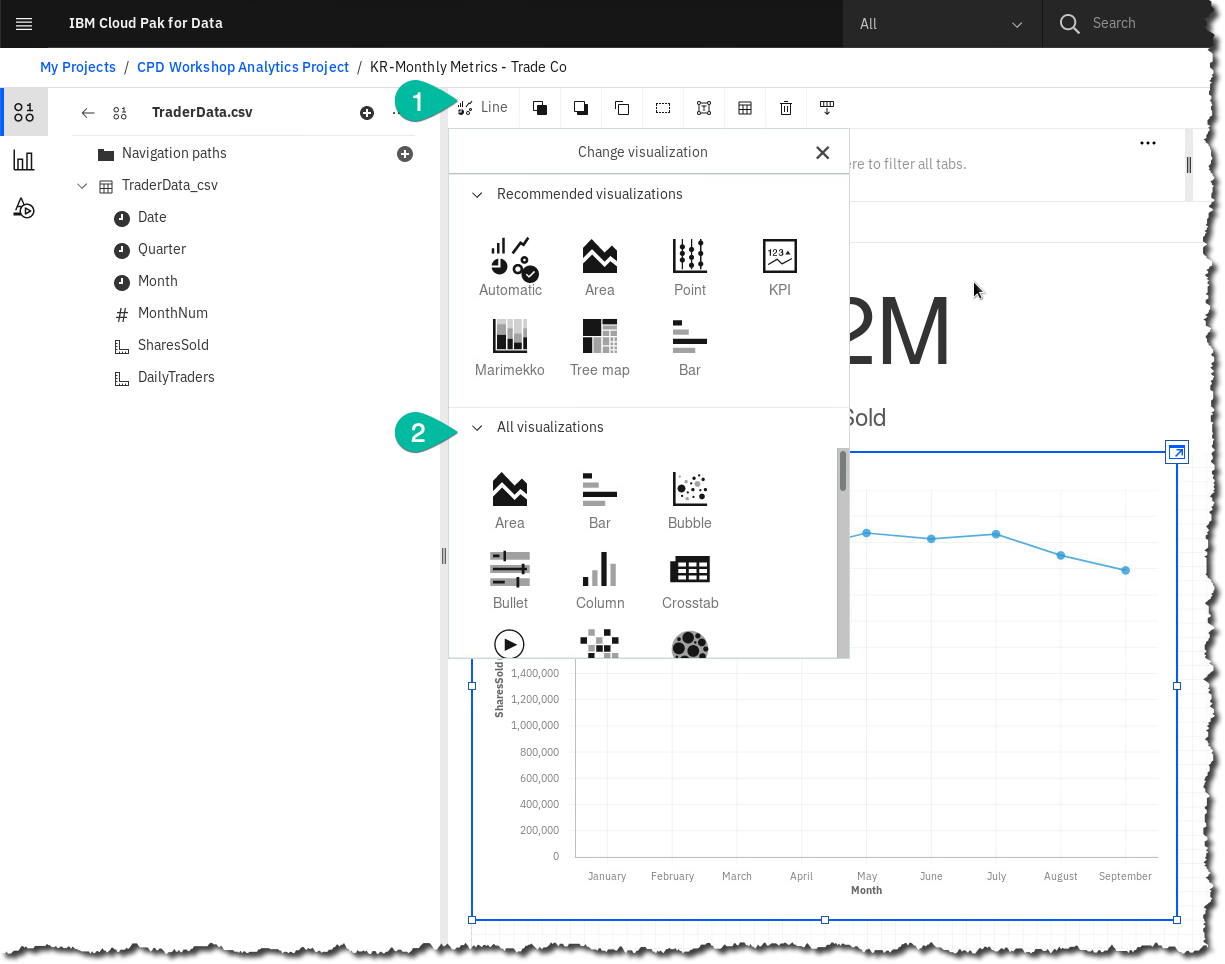 IBM Cloud Pak for Data
All
Search
My Projects / CPD Workshop Analytics Project / KR-Monthly Metrics - Trade Co
1
Line
TraderData.csv
Navigation paths
TraderData_csv
Date
Quarter
Month
# MonthNum
SharesSold
DailyTraders
Change visualization
Recommended visualizations
123
Automatic Area Point KPI
Marimekko Tree map Bar
2
All visualizations
Area Bar Bubble
Bullet Column Crosstab
to filter all tabs.
2M
SharesSold
1,400,000
1,200,000
1,000,000
800,000
600,000
400,000
200,000
0
January February March April May June July August September
Month